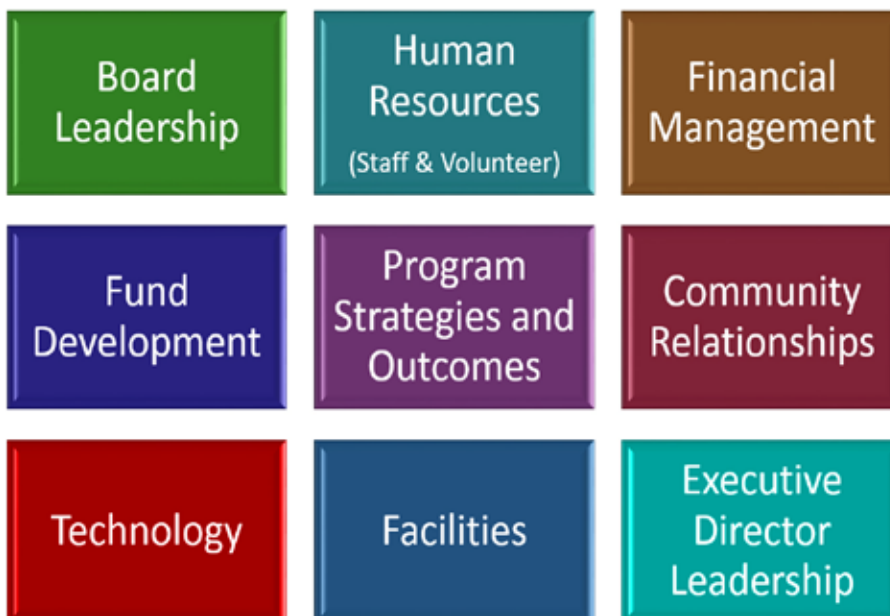 Board
Leadership
Human
Resources
(Staff & Volunteer)
Financial
Management
Fund
Development
Program
Strategies and
Outcomes
Community
Relationships
Technology
Facilities
Executive
Director
Leadership